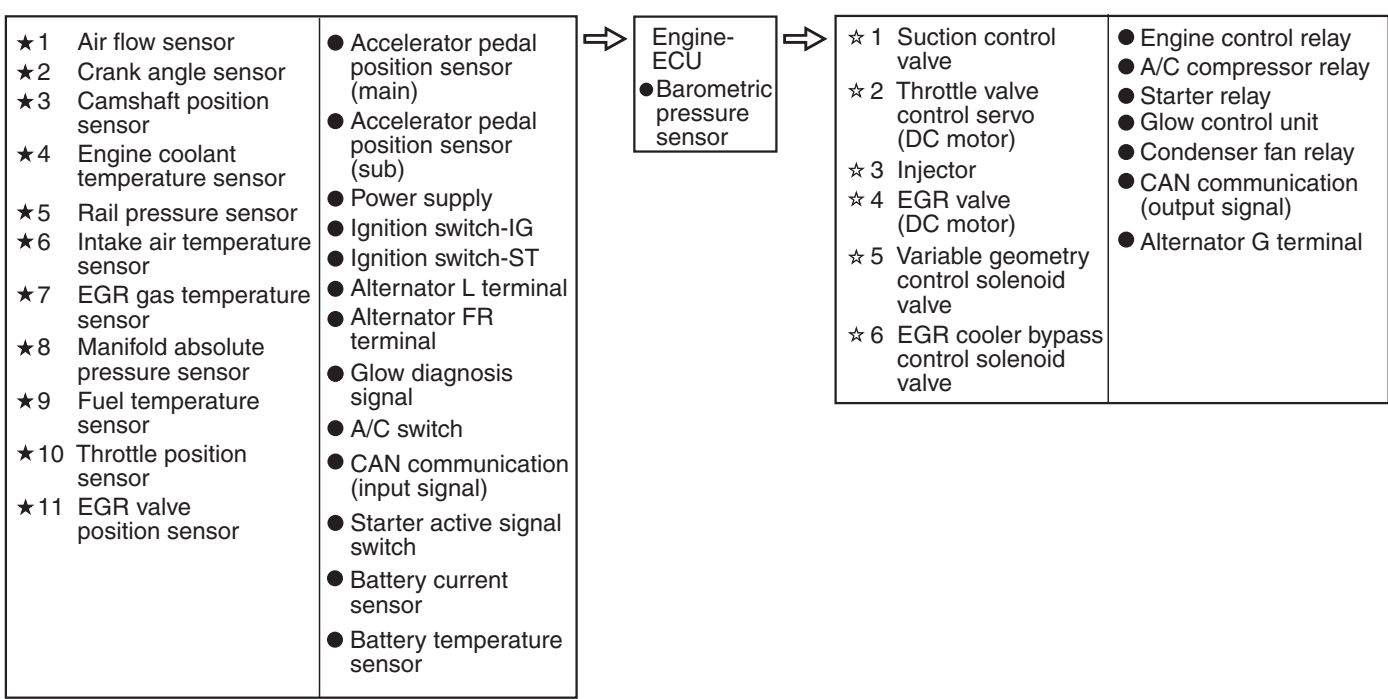 ★1 Air flow sensor
★2 Crank angle sensor
★3 Camshaft position
sensor
★4 Engine coolant
temperature sensor
★5 Rail pressure sensor
★6 Intake air temperature
sensor
★7 EGR gas temperature
sensor
★8 Manifold absolute
pressure sensor
★9 Fuel temperature
sensor
★10 Throttle position
sensor
★11 EGR valve
position sensor
● Accelerator pedal
position sensor
(main)
● Accelerator pedal
position sensor
(sub)
● Power supply
● Ignition switch-IG
● Ignition switch-ST
● Alternator L terminal
● Alternator FR
terminal
● Glow diagnosis
signal
● A/C switch
● CAN communication
(input signal)
● Starter active signal
switch
● Battery current
sensor
● Battery temperature
sensor
Engine-
ECU
● Barometric
pressure
sensor
☆1 Suction control
valve
☆2 Throttle valve
control servo
(DC motor)
☆3 Injector
☆4 EGR valve
(DC motor)
☆5 Variable geometry
control solenoid
valve
☆6 EGR cooler bypass
control solenoid
valve
● Engine control relay
● A/C compressor relay
● Starter relay
● Glow control unit
● Condenser fan relay
● CAN communication
(output signal)
● Alternator G terminal